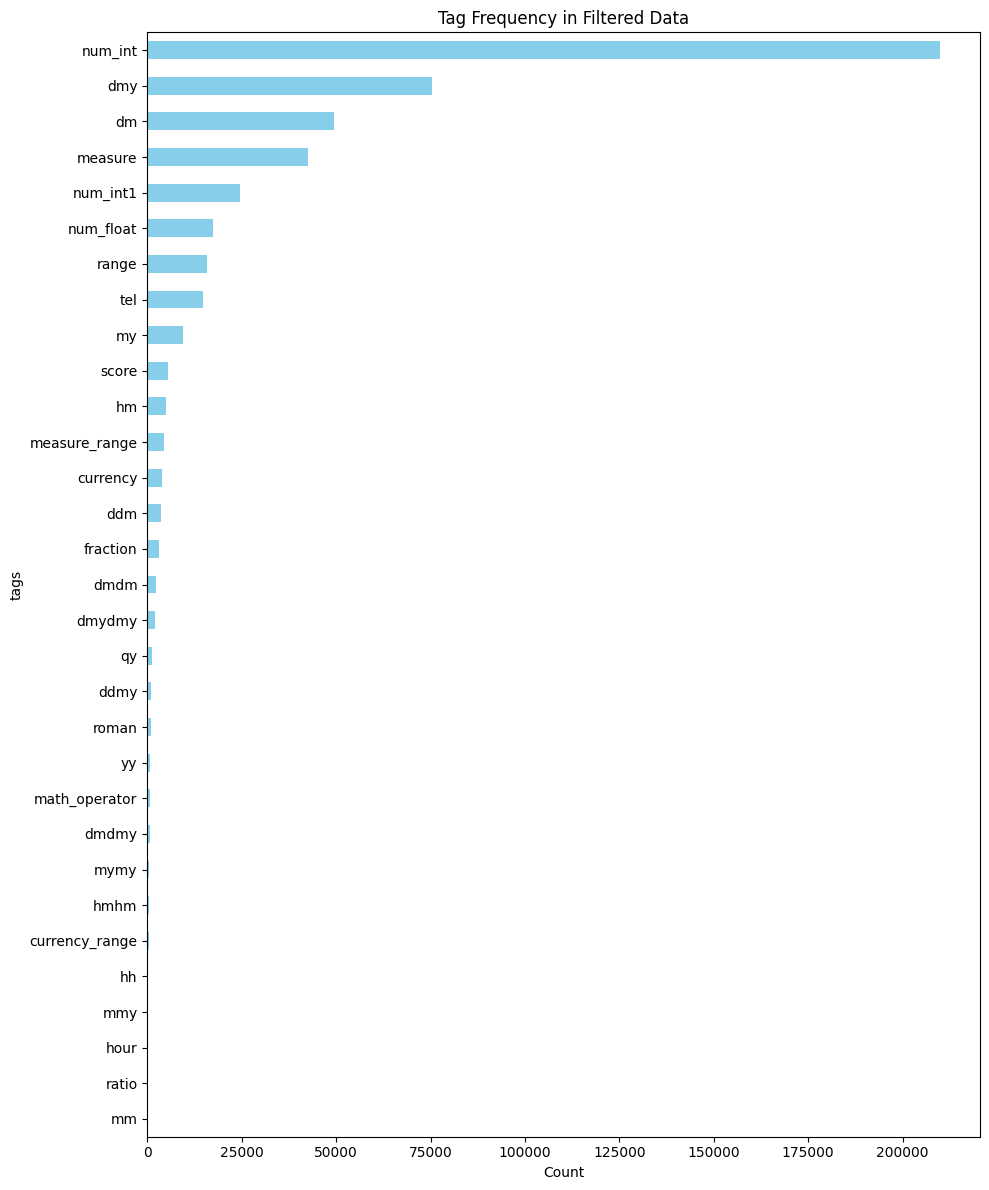 Tag Frequency in Filtered Data
num_int
dmy
dm
measure
num_int1
num_float
range
tel
my
score
hm
measure_range
currency
ddm
fraction
dmdm
dmydmy
qy
ddmy
roman
yy
math_operator
dmdmy
mymy
hmhm
currency_range
hh
mmy
hour
ratio
mm
tags
0 25000 50000 75000 100000 125000 150000 175000 200000
Count